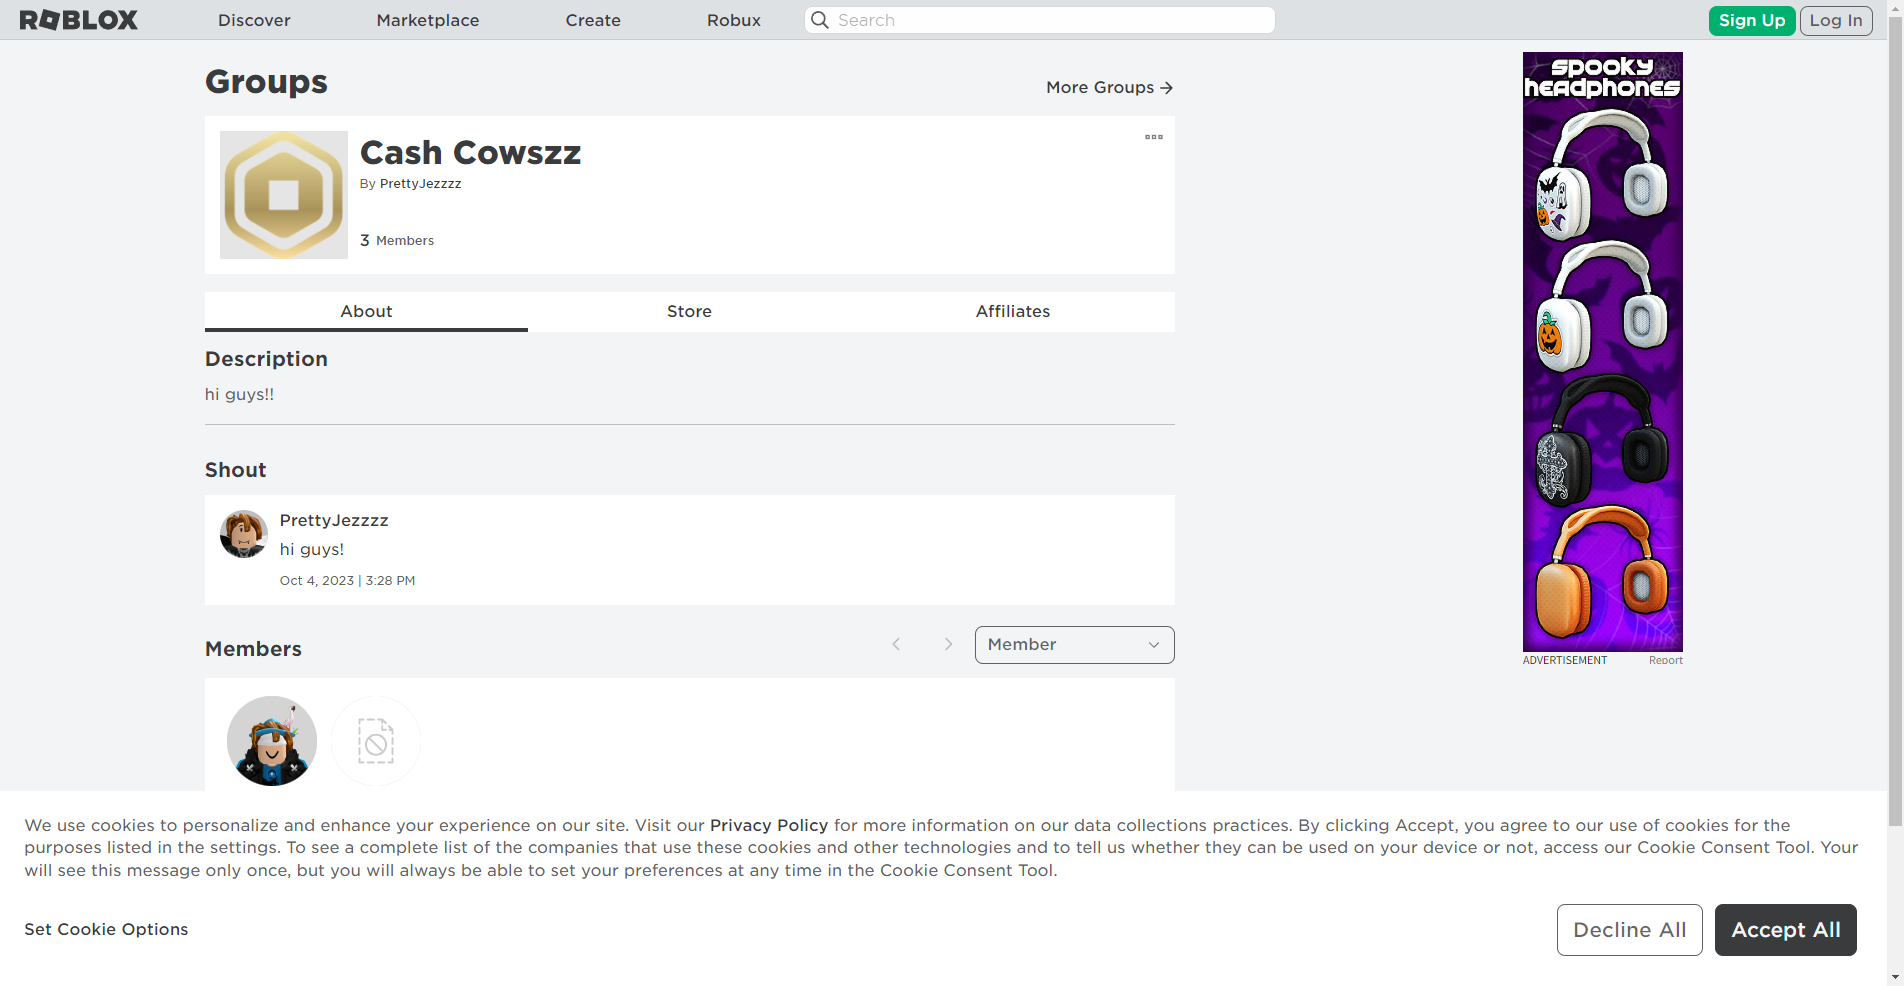 ROBLOX
Discover
Marketplace
Create
Robux
Search
Sign Up
Log In
Groups
More Groups
Cash Cowszz
By PrettyJezzzz
3 Members
About
Store
Affiliates
Description
hi guys!!
Shout
PrettyJezzzz
hi guys!
Oct 4, 2023 | 3:28 PM
Members
Member
spooky
headphones
ADVERTISEMENT
Report
We use cookies to personalize and enhance your experience on our site. Visit our Privacy Policy for more information on our data collections practices. By clicking Accept, you agree to our use of cookies for the
purposes listed in the settings. To see a complete list of the companies that use these cookies and other technologies and to tell us whether they can be used on your device or not, access our Cookie Consent Tool. Your
will see this message only once, but you will always be able to set your preferences at any time in the Cookie Consent Tool.
Set Cookie Options
Decline All
Accept All